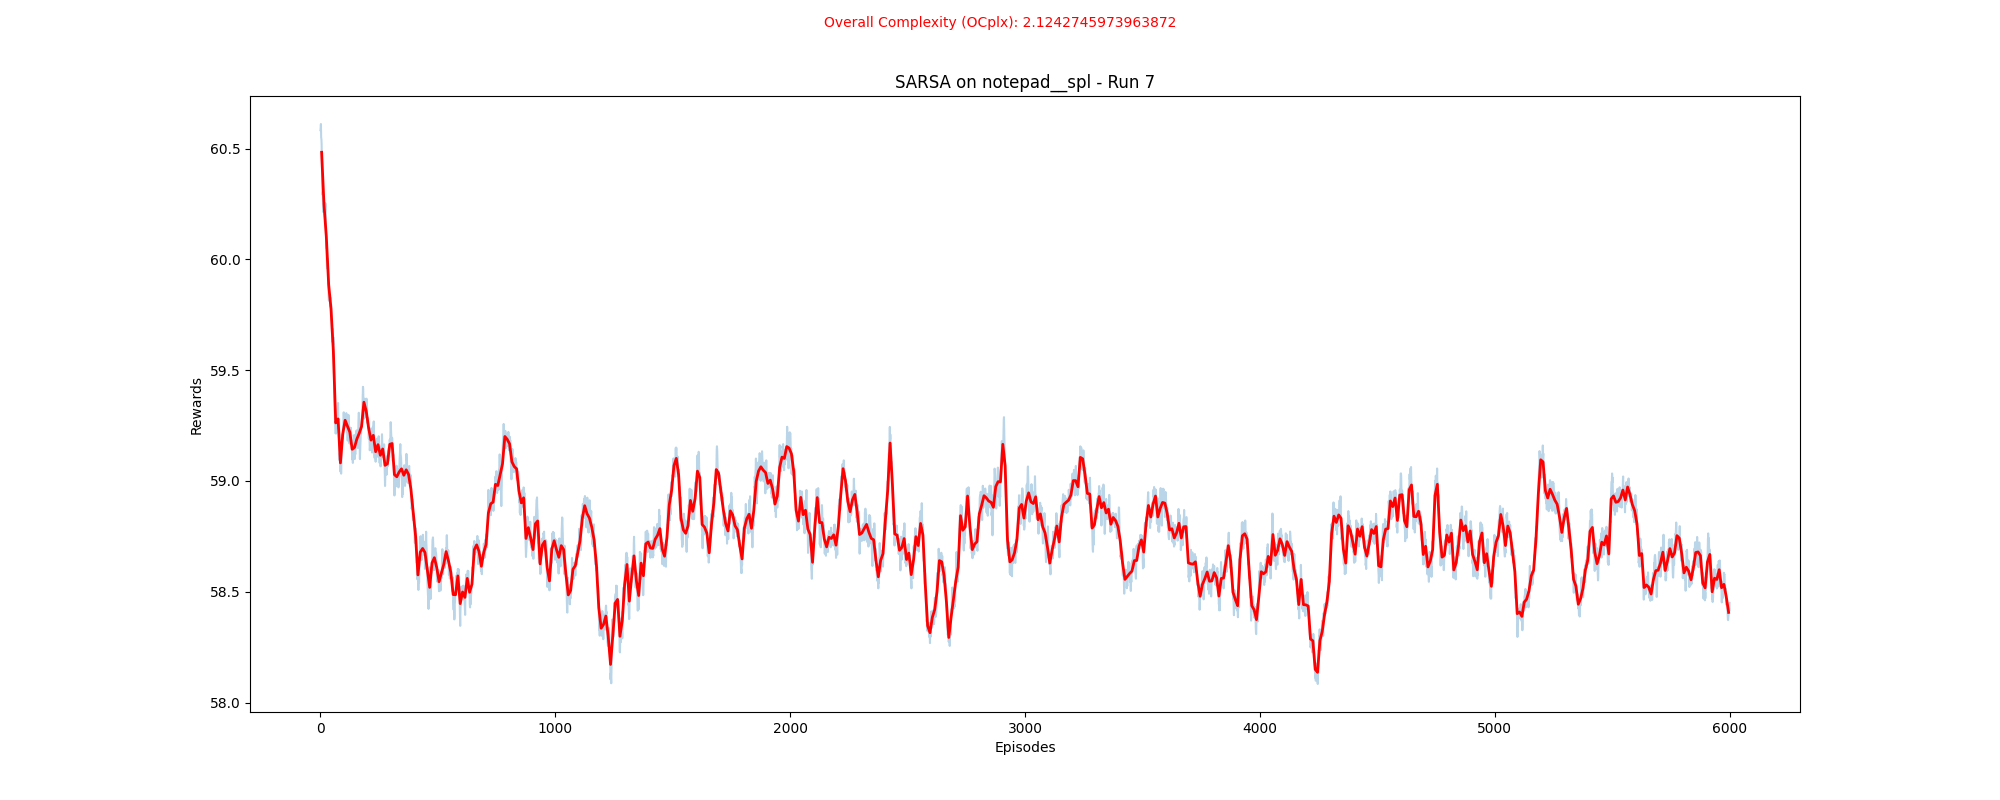 Overall Complexity (OCplx): 2.1242745973963872
SARSA on notepad__spl - Run 7
60.5
60.0
59.5
59.0
58.5
58.0
Rewards
0 1000 2000 3000 4000 5000 6000
Episodes